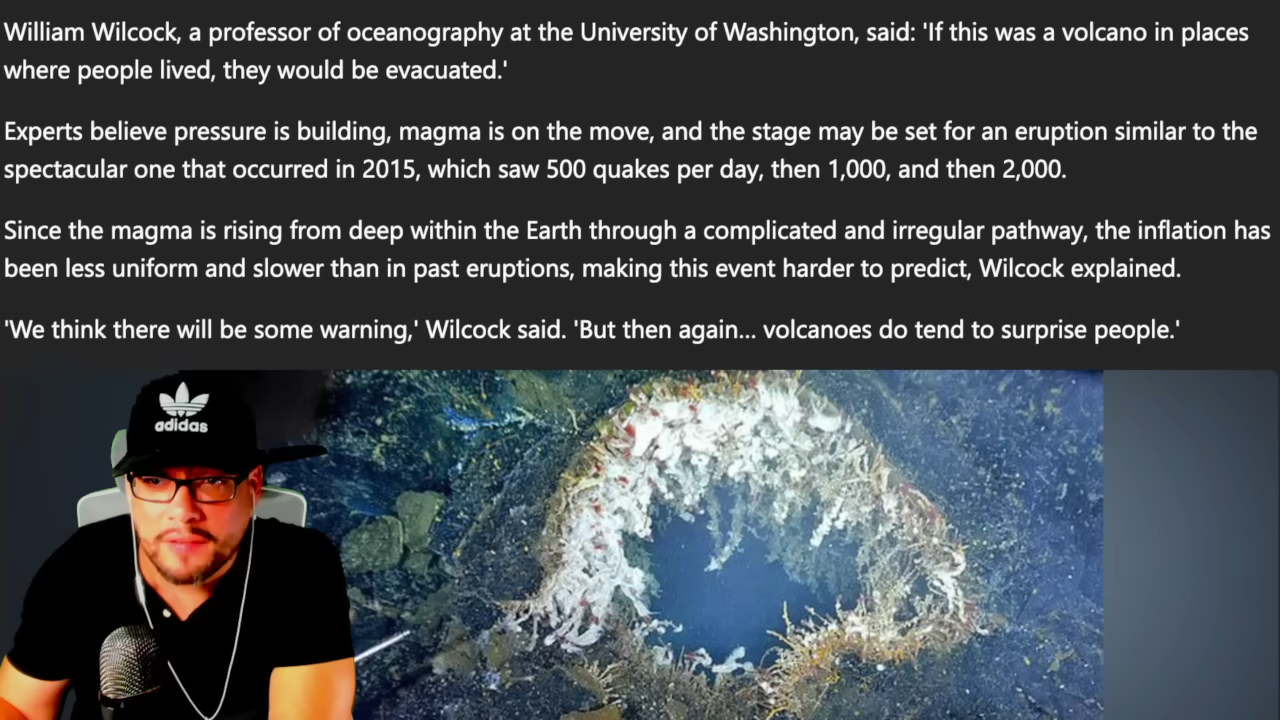 William Wilcock, a professor of oceanography at the University of Washington, said: 'If this was a volcano in places
where people lived, they would be evacuated.'
Experts believe pressure is building, magma is on the move, and the stage may be set for an eruption similar to the
spectacular one that occurred in 2015, which saw 500 quakes per day, then 1,000, and then 2,000.
Since the magma is rising from deep within the Earth through a complicated and irregular pathway, the inflation has
been less uniform and slower than in past eruptions, making this event harder to predict, Wilcock explained.
'We think there will be some warning,' Wilcock said. 'But then again... volcanoes do tend to surprise people.'
adidas